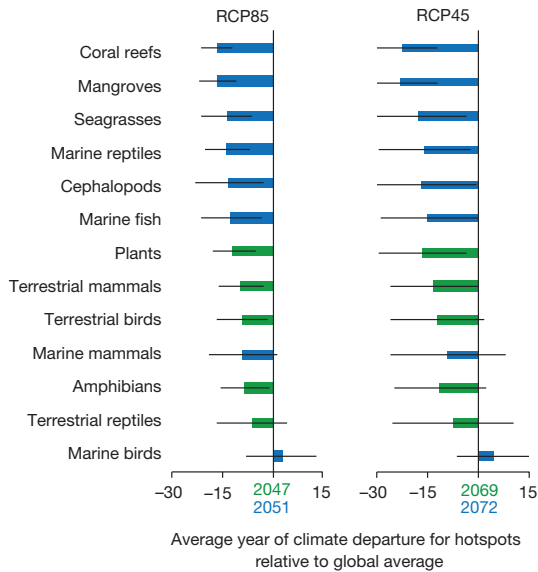 RCP85
RCP45
Coral reefs
Mangroves
Seagrasses
Marine reptiles
Cephalopods
Marine fish
Plants
Terrestrial mammals
Terrestrial birds
Marine mammals
Amphibians
Terrestrial reptiles
Marine birds
–30 –15 2047 15
2051
–30 –15 2069 15
2072
Average year of climate departure for hotspots
relative to global average